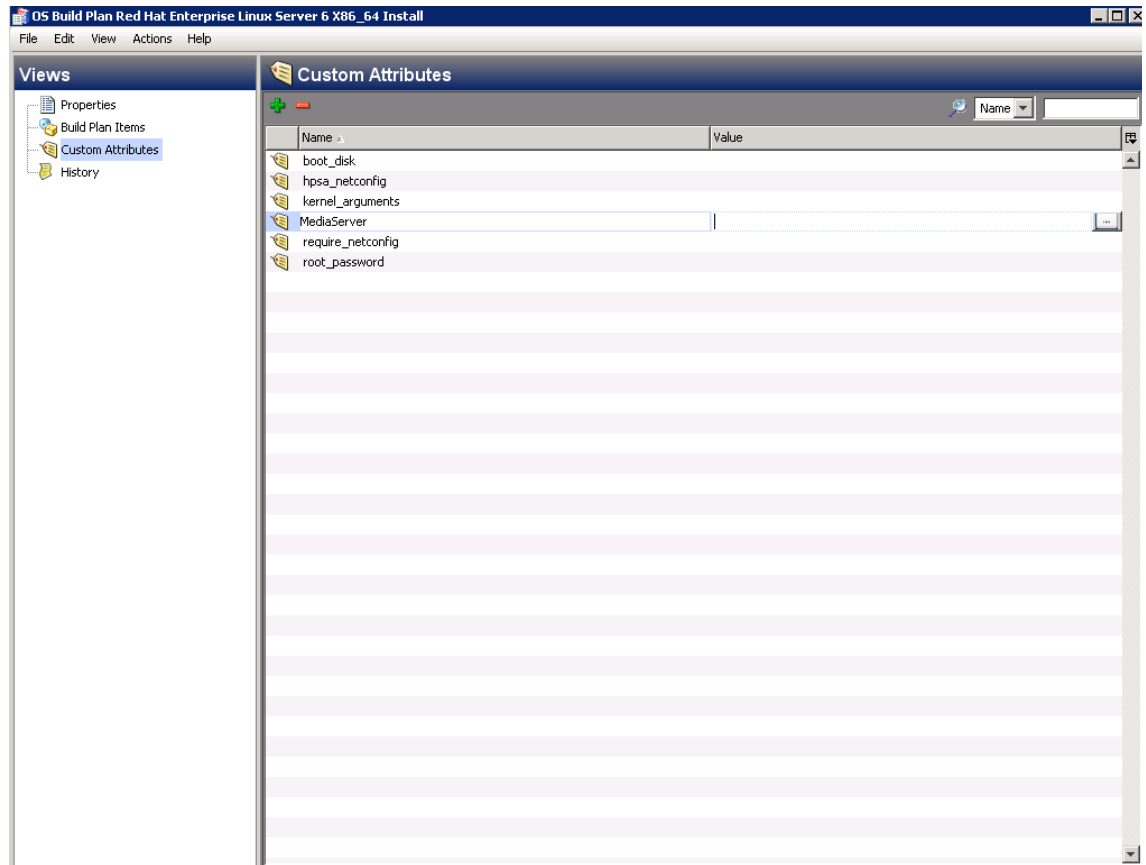 OS Build Plan Red Hat Enterprise Linux Server 6 X86_64 Install
File Edit View Actions Help
Views
Properties
Build Plan Items
Custom Attributes
History
Custom Attributes
Name
Name Value
boot_disk
hpsa_netconfig
kernel_arguments
MediaServer ...
require_netconfig
root_password